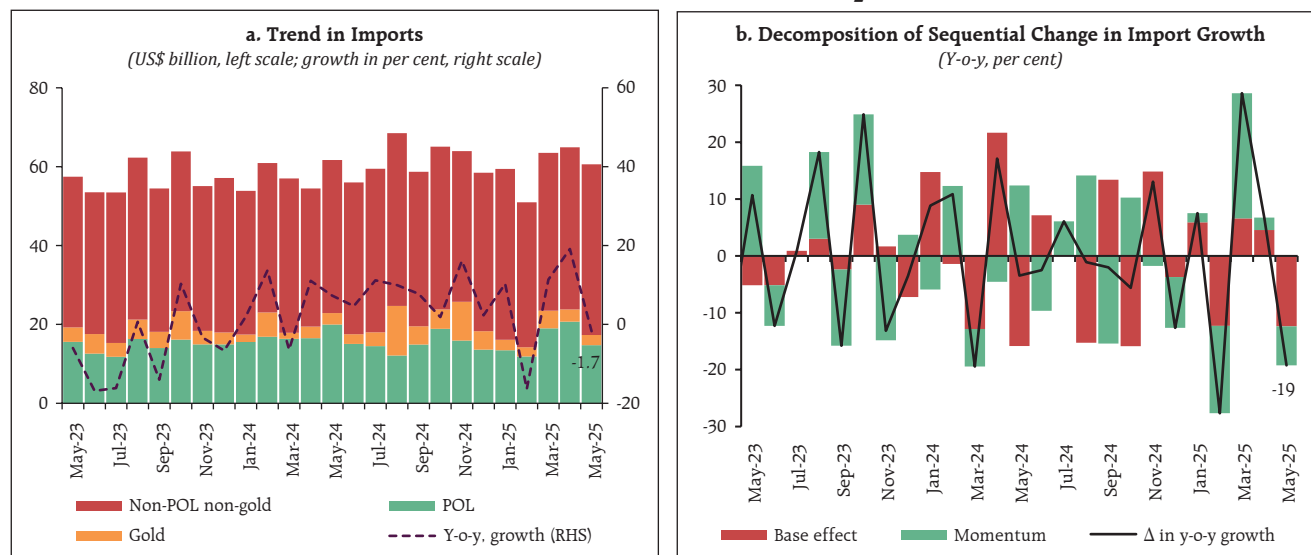 a. Trend in Imports
(US$ billion, left scale; growth in per cent, right scale)
80
60
40
20
0
60
40
20
0
-20
-1.7
May-23
Jul-23
Sep-23
Nov-23
Jan-24
Mar-24
May-24
Jul-24
Sep-24
Nov-24
Jan-25
Mar-25
May-25
Non-POL non-gold
POL
Gold
Y-o-y. growth (RHS)
b. Decomposition of Sequential Change in Import Growth
(Y-o-y, per cent)
30
20
10
0
-10
-20
-30
-19
May-23
Jul-23
Sep-23
Nov-23
Jan-24
Mar-24
May-24
Jul-24
Sep-24
Nov-24
Jan-25
Mar-25
May-25
Base effect
Momentum
Δ in y-o-y growth